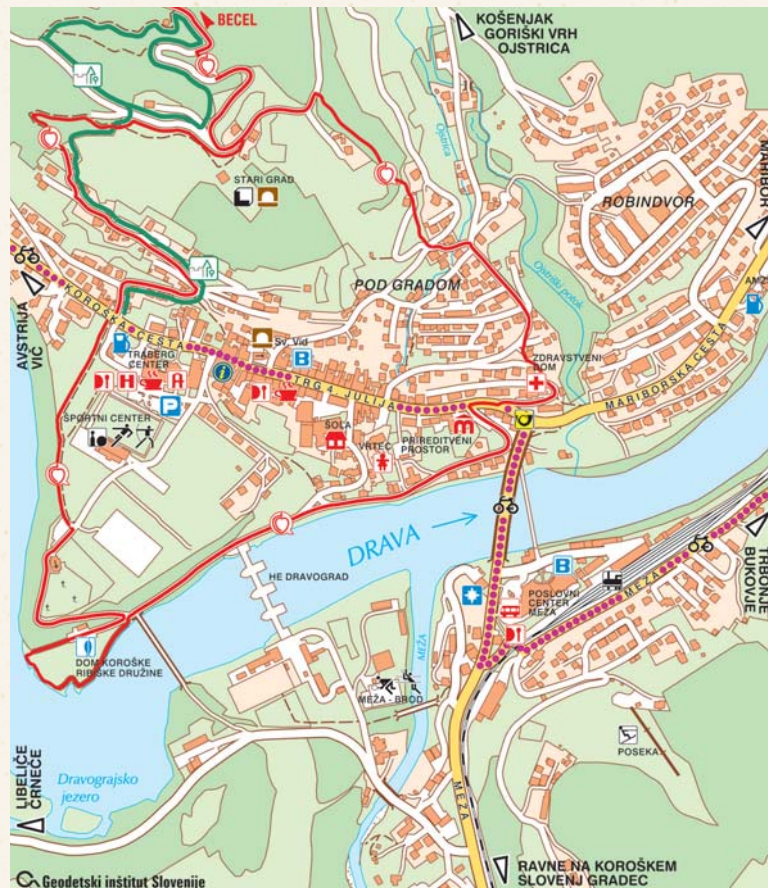 BECEL
KOŠENJAK
GORIŠKI VRH
OJSTRICA
Ojstrica
MARIBOR
STARI GRAD
ROBINDVOR
Ojstriški potok
POD GRADOM
AVSTRIJA
VIČ
KOROŠKA CESTA
Sv. Vid
B
TRABERG
CENTER
H
A
i
P
TRG 4. JULIJA
ZDRAVSTVENI
DOM
MARIBORSKA CESTA
ŠPORTNI CENTER
ŠOLA
VRTEC
PRIREDITVENI
PROSTOR
DRAVA
HE DRAVOGRAD
B
POSLOVNI
CENTER
MEŽA
MEŽA
TRBONJE
BUKOVJE
DOM KOROŠKE
RIBIŠKE DRUŽINE
MEŽA
MEŽA - BROD
POSEKA
LIBELIČE
ČRNEČE
Dravograjsko
jezero
MEŽA
RAVNE NA KOROŠKEM
SLOVENJ GRADEC
Geodetski inštitut Slovenije